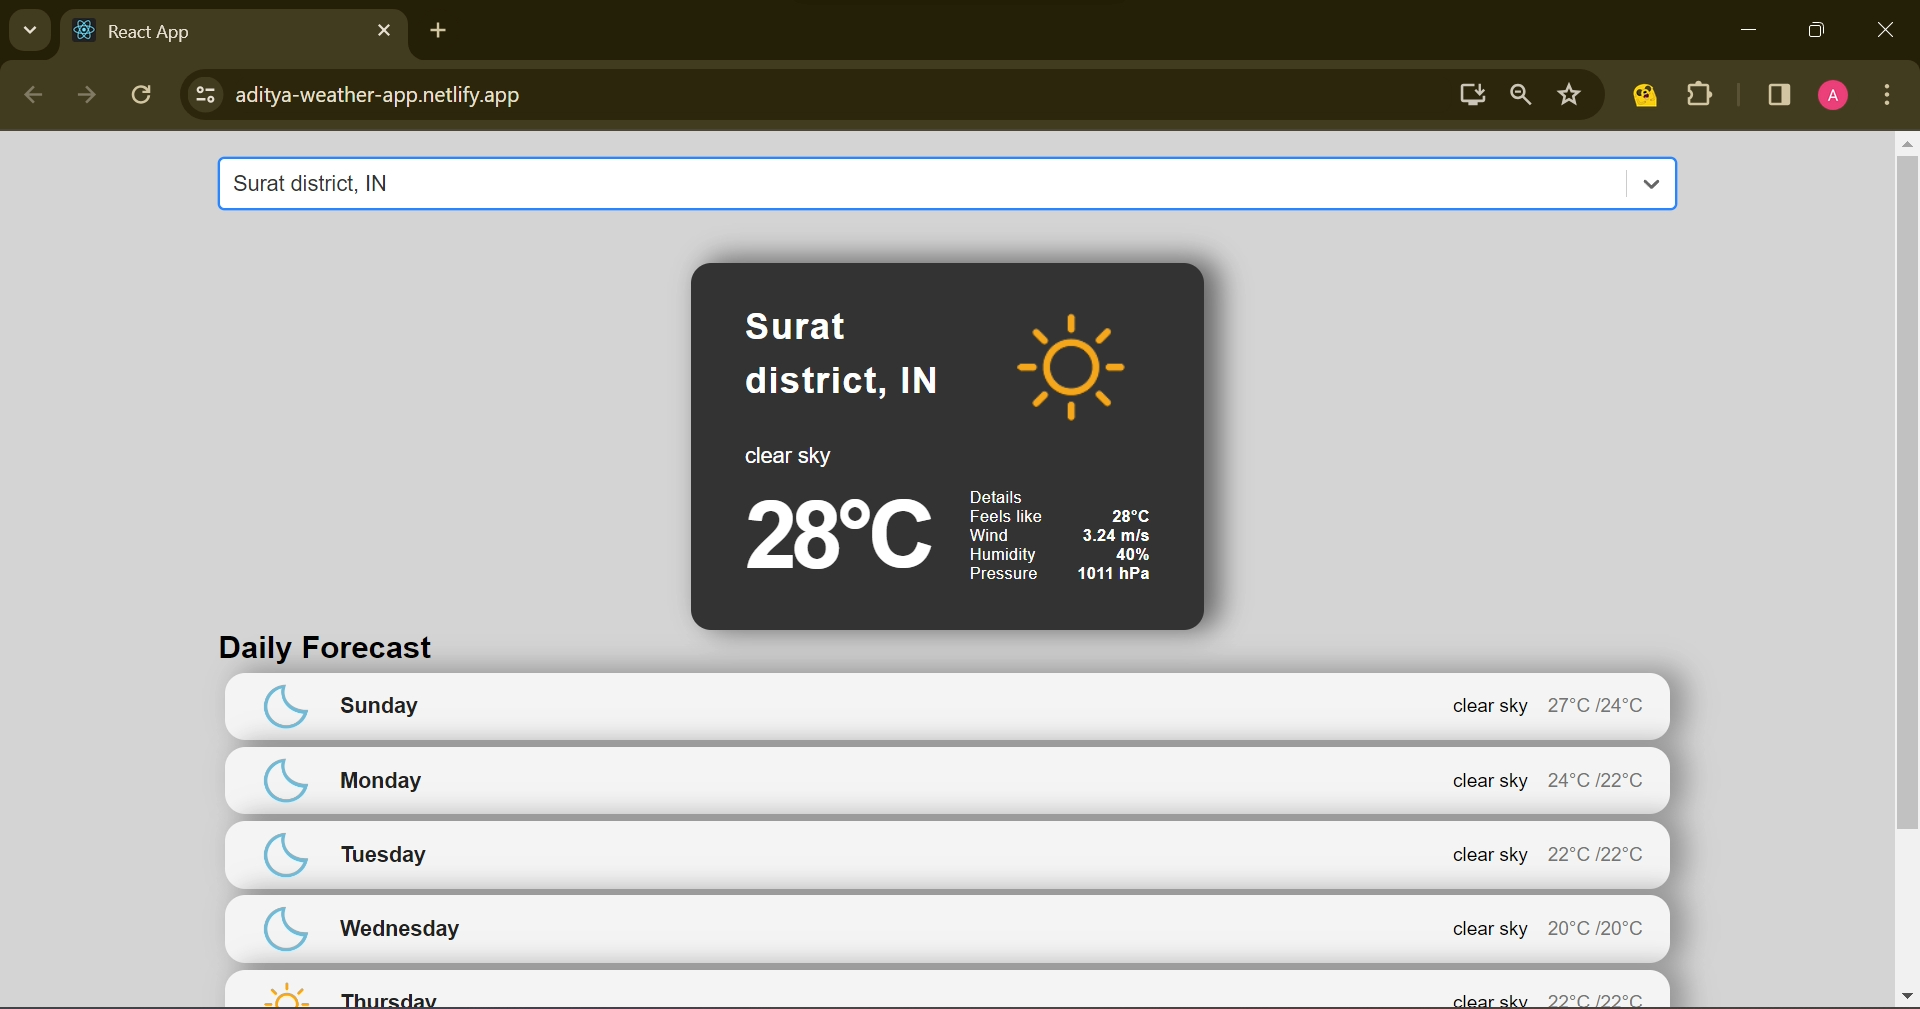 React App
aditya-weather-app.netlify.app
A
Surat district, IN
Surat
district, IN
clear sky
28°C
Details
Feels like 28°C
Wind 3.24 m/s
Humidity 40%
Pressure 1011 hPa
Daily Forecast
Sunday clear sky 27°C /24°C
Monday clear sky 24°C /22°C
Tuesday clear sky 22°C /22°C
Wednesday clear sky 20°C /20°C
Thursday clear sky 22°C /22°C